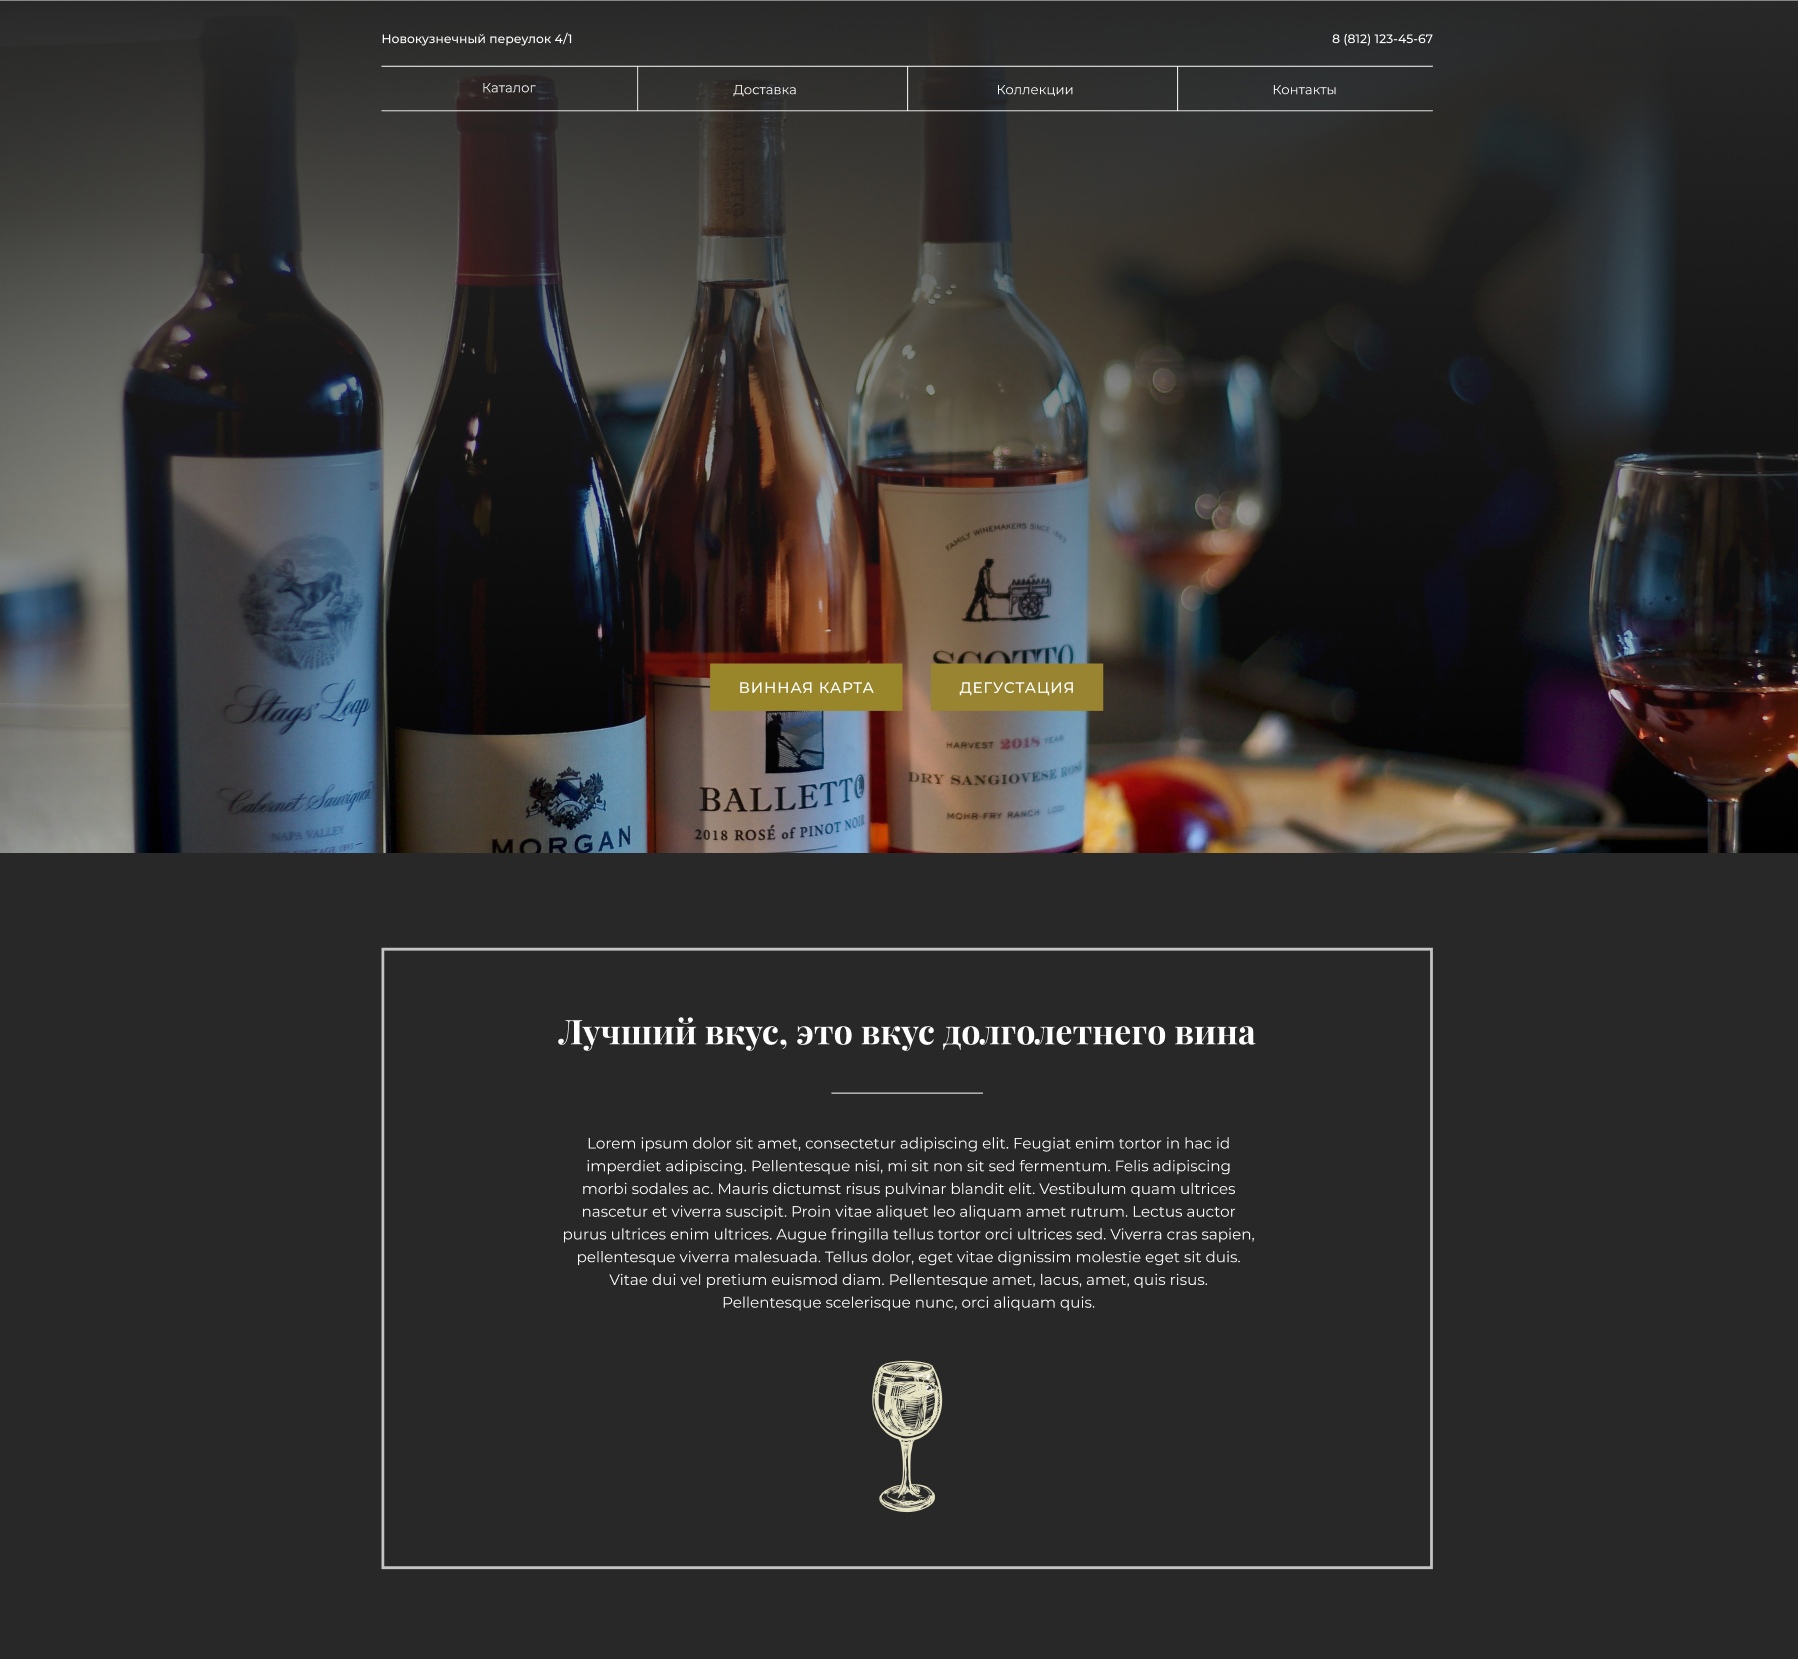 Новокузнечный переулок 4/1
8 (812) 123-45-67
Каталог
Доставка
Коллекции
Контакты
FAMILY WINEMAKERS SINCE
SCOTTO
ВИННАЯ КАРТА
ДЕГУСТАЦИЯ
Stags' Leap
HARVEST 2018 YEAR
DRY SANGIOVESE ROSÉ
Cabernet Sauvignon
BALLETTO
MOHR-FRY RANCH LODI
NAPA VALLEY
2018 ROSÉ of PINOT NOIR
MORGAN
Лучший вкус, это вкус долголетнего вина
Lorem ipsum dolor sit amet, consectetur adipiscing elit. Feugiat enim tortor in hac id
imperdiet adipiscing. Pellentesque nisi, mi sit non sit sed fermentum. Felis adipiscing
morbi sodales ac. Mauris dictumst risus pulvinar blandit elit. Vestibulum quam ultrices
nascetur et viverra suscipit. Proin vitae aliquet leo aliquam amet rutrum. Lectus auctor
purus ultrices enim ultrices. Augue fringilla tellus tortor orci ultrices sed. Viverra cras sapien,
pellentesque viverra malesuada. Tellus dolor, eget vitae dignissim molestie eget sit duis.
Vitae dui vel pretium euismod diam. Pellentesque amet, lacus, amet, quis risus.
Pellentesque scelerisque nunc, orci aliquam quis.